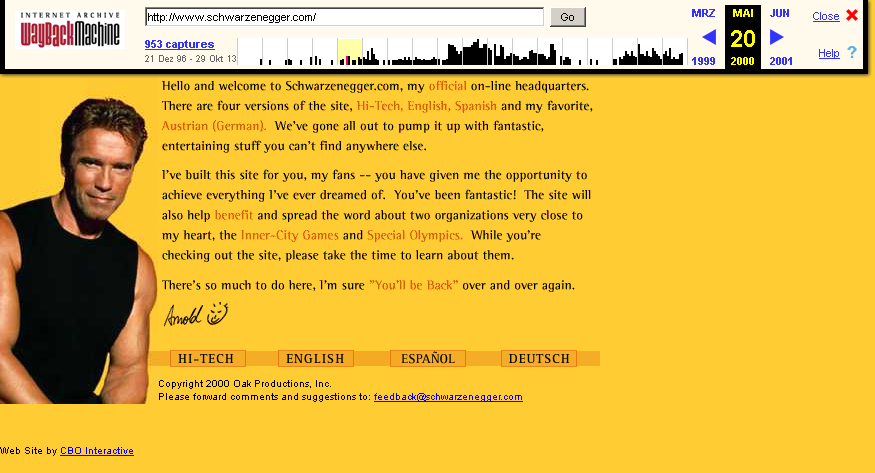 INTERNET ARCHIVE
WayBackMachine
http://www.schwarzenegger.com/
Go
953 captures
21 Dez 96 - 29 Okt 13
MRZ
MAI
JUN
20
1999
2000
2001
Close
Help ?
Hello and welcome to Schwarzenegger.com, my official on-line headquarters.
There are four versions of the site, Hi-Tech, English, Spanish and my favorite,
Austrian (German). We've gone all out to pump it up with fantastic,
entertaining stuff you can't find anywhere else.
I've built this site for you, my fans -- you have given me the opportunity to
achieve everything I've ever dreamed of. You've been fantastic! The site will
also help benefit and spread the word about two organizations very close to
my heart, the Inner-City Games and Special Olympics. While you're
checking out the site, please take the time to learn about them.
There's so much to do here, I'm sure "You'll be Back" over and over again.
Arnold
HI-TECH
ENGLISH
ESPAÑOL
DEUTSCH
Copyright 2000 Oak Productions, Inc.
Please forward comments and suggestions to: feedback@schwarzenegger.com
Web Site by CBO Interactive